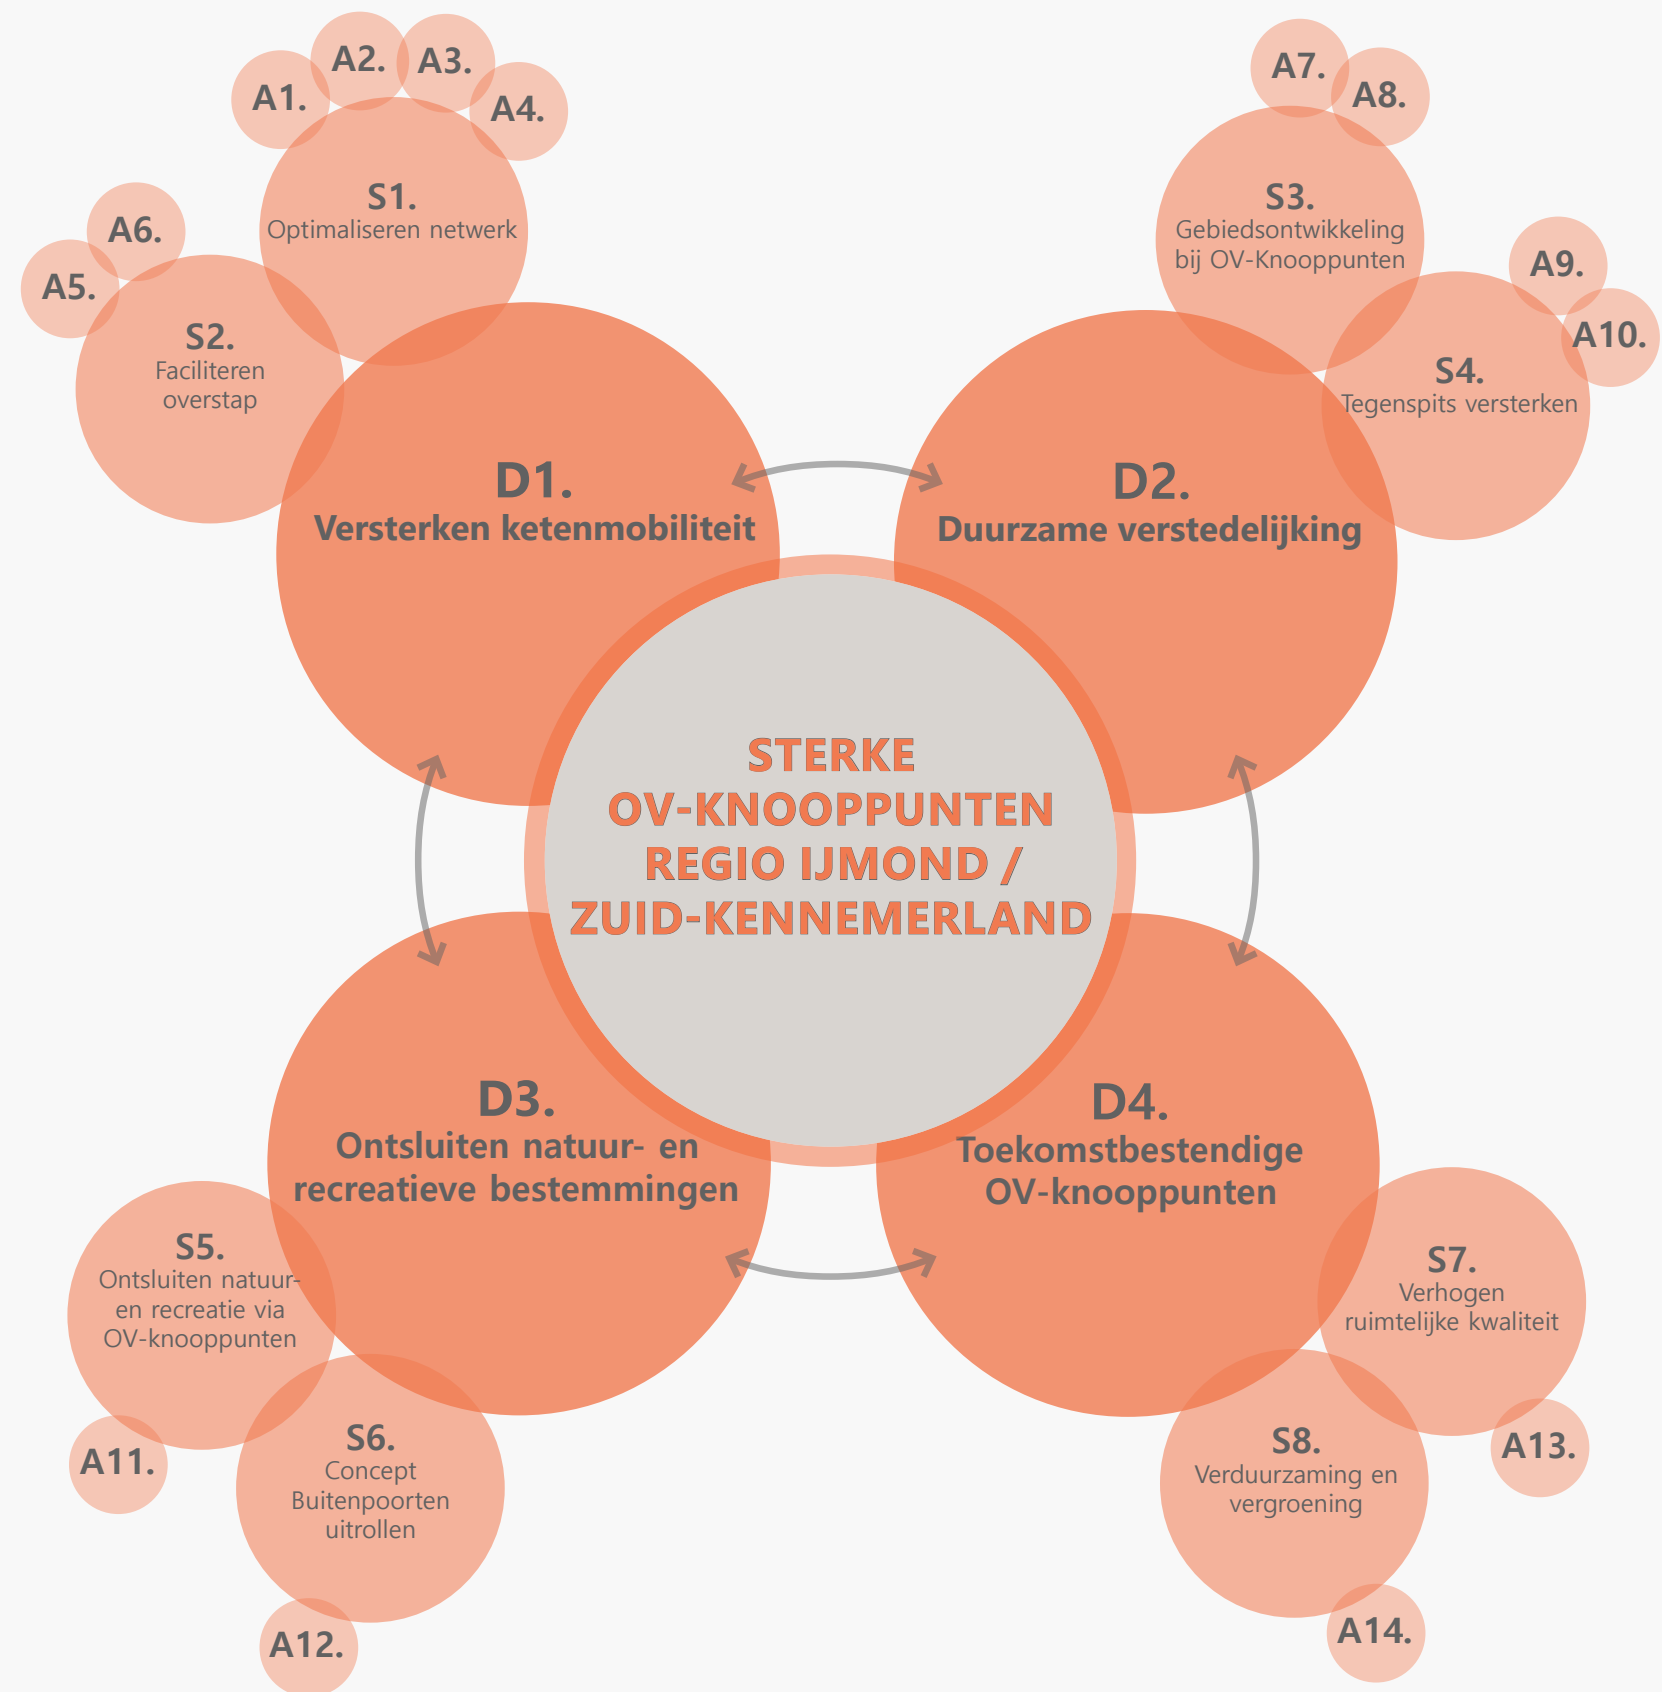 A1.
A2.
A3.
A4.
S1.
Optimaliseren netwerk
A5.
A6.
S2.
Faciliteren
overstap
D1.
Versterken ketenmobiliteit
A7.
A8.
S3.
Gebiedsontwikkeling
bij OV-Knooppunten
A9.
A10.
S4.
Tegenspits versterken
D2.
Duurzame verstedelijking
STERKE
OV-KNOOPPUNTEN
REGIO IJMOND /
ZUID-KENNEMERLAND
D3.
Ontsluiten natuur- en
recreatieve bestemmingen
S5.
Ontsluiten natuur-
en recreatie via
OV-knooppunten
A11.
S6.
Concept
Buitenpoorten
uitrollen
A12.
D4.
Toekomstbestendige
OV-knooppunten
S7.
Verhogen
ruimtelijke kwaliteit
A13.
S8.
Verduurzaming en
vergroening
A14.